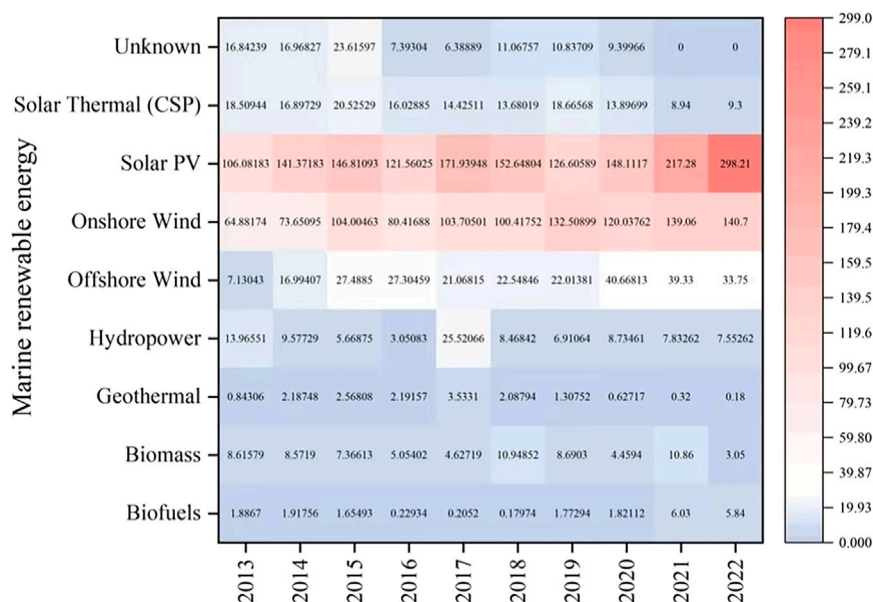 Marine renewable energy
Unknown 16.84239 16.96827 23.61597 7.39304 6.38889 11.06757 10.83709 9.39966 0 0
Solar Thermal (CSP) 18.50944 16.89729 20.52529 16.02885 14.42511 13.68019 18.66568 13.89699 8.94 9.3
Solar PV 106.08183 141.37183 146.81093 121.56025 171.93948 152.64804 126.60589 148.1117 217.28 298.21
Onshore Wind 64.88174 73.65095 104.00463 80.41688 103.70501 100.41752 132.50899 120.03762 139.06 140.7
Offshore Wind 7.13043 16.99407 27.4885 27.30459 21.06815 22.54846 22.01381 40.66813 39.33 33.75
Hydropower 13.96551 9.57729 5.66875 3.05083 25.52066 8.46842 6.91064 8.73461 7.83262 7.55262
Geothermal 0.84306 2.18748 2.56808 2.19157 3.5331 2.08794 1.30752 0.62717 0.32 0.18
Biomass 8.61579 8.5719 7.36613 5.05402 4.62719 10.94852 8.6903 4.4594 10.86 3.05
Biofuels 1.8867 1.91756 1.65493 0.22934 0.2052 0.17974 1.77294 1.82112 6.03 5.84
2013 2014 2015 2016 2017 2018 2019 2020 2021 2022
299.0
279.1
259.1
239.2
219.3
199.3
179.4
159.5
139.5
119.6
99.67
79.73
59.80
39.87
19.93
0.000